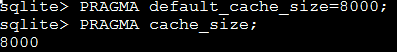 sqlite> PRAGMA default_cache_size=8000;
sqlite> PRAGMA cache_size;
8000